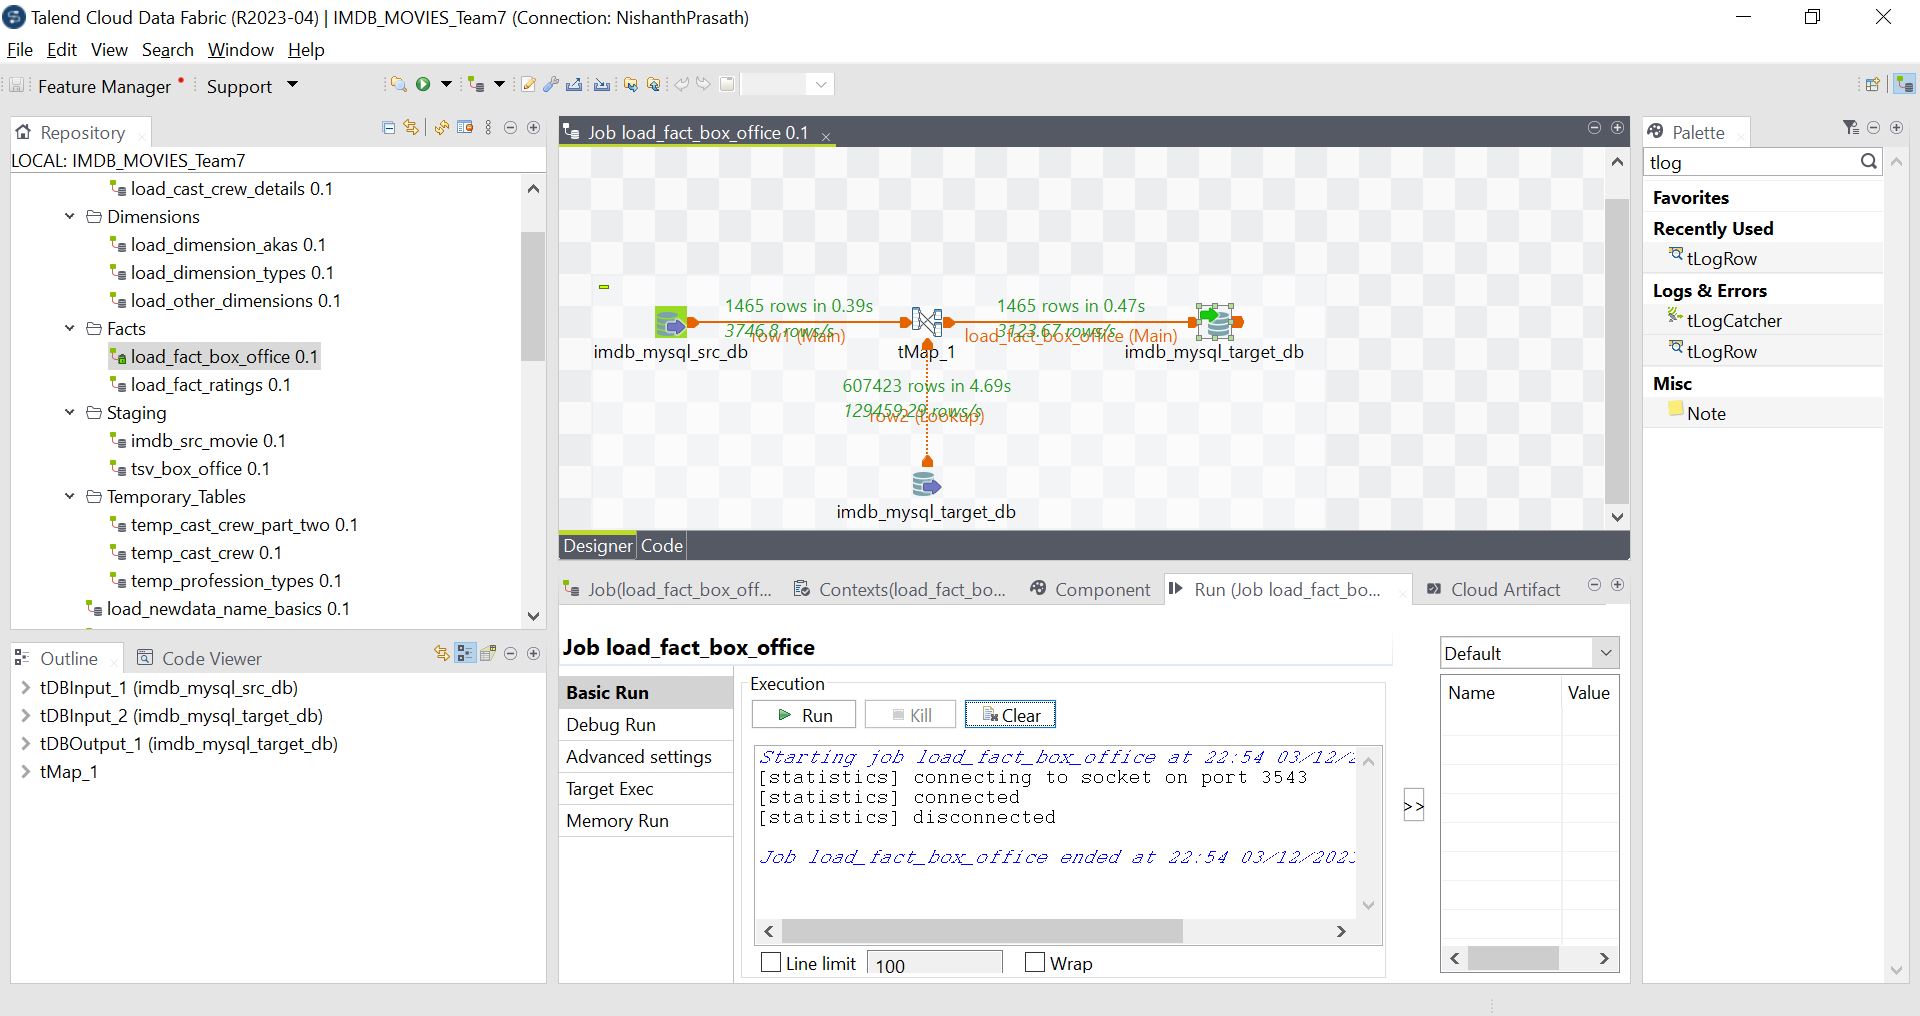 Talend Cloud Data Fabric (R2023-04) | IMDB_MOVIES_Team7 (Connection: NishanthPrasath)
File Edit View Search Window Help
Feature Manager Support
Repository
LOCAL: IMDB_MOVIES_Team7
load_cast_crew_details 0.1
Dimensions
load_dimension_akas 0.1
load_dimension_types 0.1
load_other_dimensions 0.1
Facts
load_fact_box_office 0.1
load_fact_ratings 0.1
Staging
imdb_src_movie 0.1
tsv_box_office 0.1
Temporary_Tables
temp_cast_crew_part_two 0.1
temp_cast_crew 0.1
temp_profession_types 0.1
load_newdata_name_basics 0.1
Outline Code Viewer
tDBInput_1 (imdb_mysql_src_db)
tDBInput_2 (imdb_mysql_target_db)
tDBOutput_1 (imdb_mysql_target_db)
tMap_1
Job load_fact_box_office 0.1
1465 rows in 0.39s
3746.8 rows/s
row1 (Main)
1465 rows in 0.47s
3123.67 rows/s
load_fact_box_office (Main)
imdb_mysql_src_db
tMap_1
imdb_mysql_target_db
607423 rows in 4.69s
129459.29 rows/s
row2 (Lookup)
imdb_mysql_target_db
Designer Code
Job(load_fact_box_off... Contexts(load_fact_bo... Component Run (Job load_fact_bo... Cloud Artifact
Job load_fact_box_office
Basic Run
Debug Run
Advanced settings
Target Exec
Memory Run
Execution
Run Kill Clear
Starting job load_fact_box_office at 22:54 03/12/2
[statistics] connecting to socket on port 3543
[statistics] connected
[statistics] disconnected
Job load_fact_box_office ended at 22:54 03/12/2023
Line limit 100 Wrap
>>
Default
Name Value
Palette
tlog
Favorites
Recently Used
tLogRow
Logs & Errors
tLogCatcher
tLogRow
Misc
Note